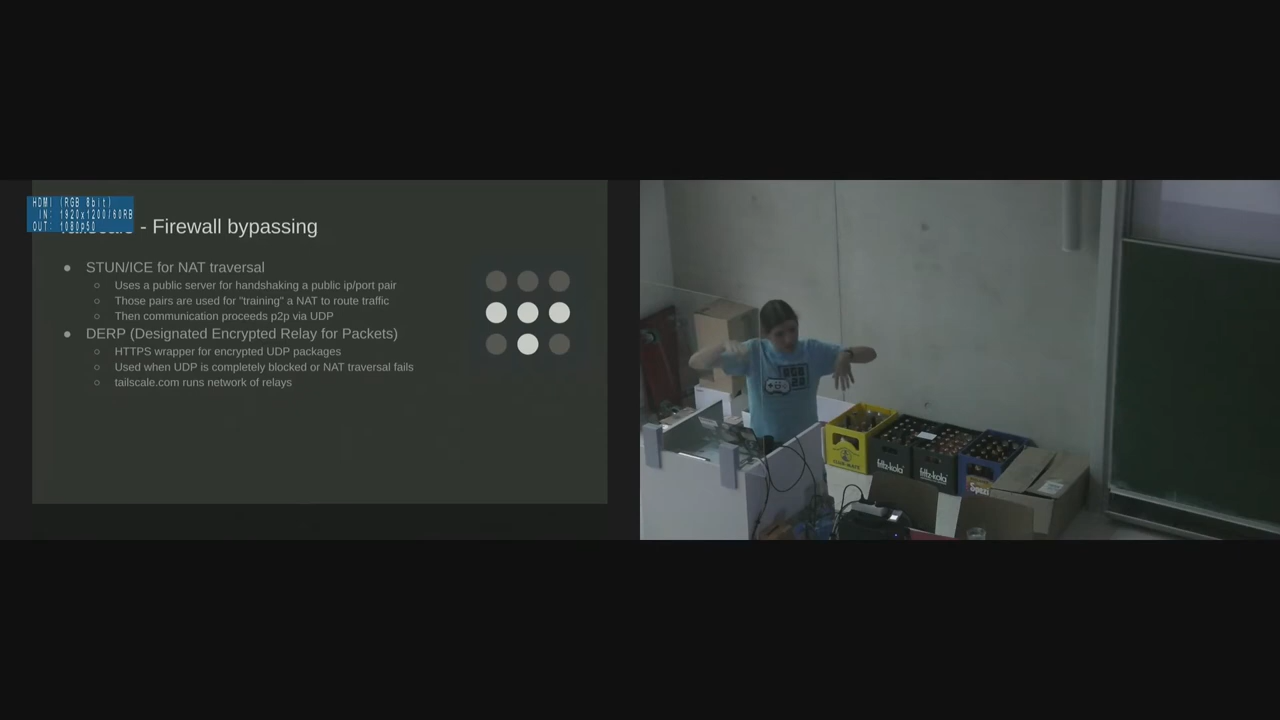 HDMI (RGB 8bit)
IN: 1920x1200/60RB
OUT: 1080p50
- Firewall bypassing
● STUN/ICE for NAT traversal
○ Uses a public server for handshaking a public ip/port pair
○ Those pairs are used for "training" a NAT to route traffic
○ Then communication proceeds p2p via UDP
● DERP (Designated Encrypted Relay for Packets)
○ HTTPS wrapper for encrypted UDP packages
○ Used when UDP is completely blocked or NAT traversal fails
○ tailscale.com runs network of relays
fritz-kola
fritz-kola
Spezi